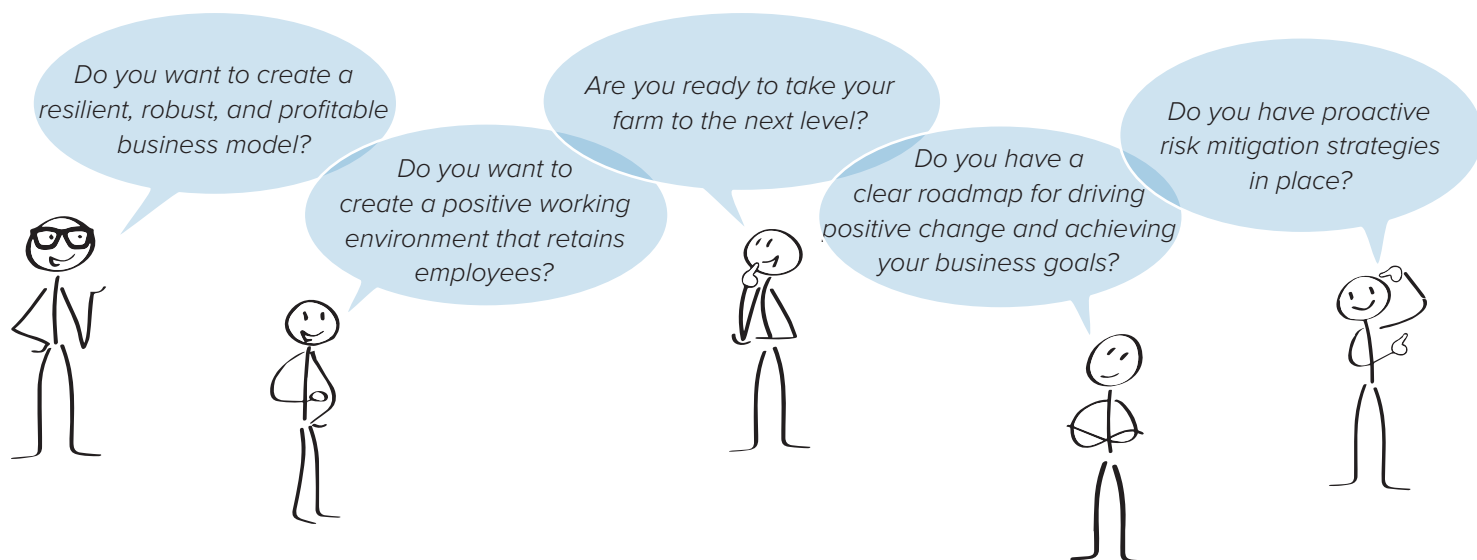 Do you want to create a
resilient, robust, and profitable
business model?
Do you want to
create a positive working
environment that retains
employees?
Are you ready to take your
farm to the next level?
Do you have a
clear roadmap for driving
positive change and achieving
your business goals?
Do you have proactive
risk mitigation strategies
in place?